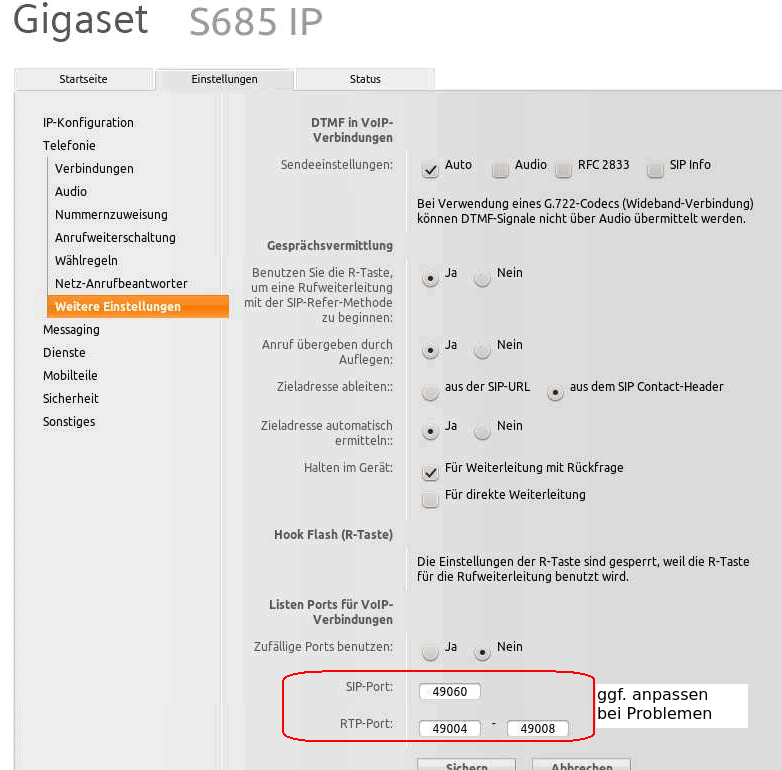 Gigaset S685 IP
Startseite Einstellungen Status
IP-Konfiguration
Telefonie
Verbindungen
Audio
Nummernzuweisung
Anrufweiterschaltung
Wählregeln
Netz-Anrufbeantworter
Weitere Einstellungen
Messaging
Dienste
Mobilteile
Sicherheit
Sonstiges
DTMF in VoIP-
Verbindungen
Sendeeinstellungen: Auto Audio RFC 2833 SIP Info
Bei Verwendung eines G.722-Codecs (Wideband-Verbindung)
können DTMF-Signale nicht über Audio übermittelt werden.
Gesprächsvermittlung
Benutzen Sie die R-Taste, Ja Nein
um eine Rufweiterleitung
mit der SIP-Refer-Methode
zu beginnen:
Anruf übergeben durch Ja Nein
Auflegen:
Zieladresse ableiten:: aus der SIP-URL aus dem SIP Contact-Header
Zieladresse automatisch Ja Nein
ermitteln::
Halten im Gerät: Für Weiterleitung mit Rückfrage
Für direkte Weiterleitung
Hook Flash (R-Taste)
Die Einstellungen der R-Taste sind gesperrt, weil die R-Taste
für die Rufweiterleitung benutzt wird.
Listen Ports für VoIP-
Verbindungen
Zufällige Ports benutzen: Ja Nein
SIP-Port: 49060
RTP-Port: 49004 - 49008
ggf. anpassen
bei Problemen
Sichern Abbrechen